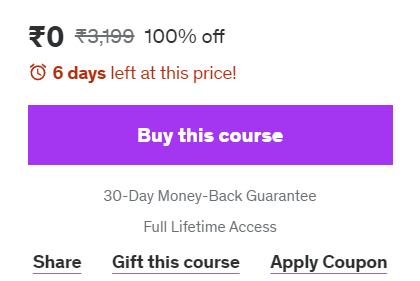 ₹0 ₹3,199 100% off
6 days left at this price!
Buy this course
30-Day Money-Back Guarantee
Full Lifetime Access
Share Gift this course Apply Coupon